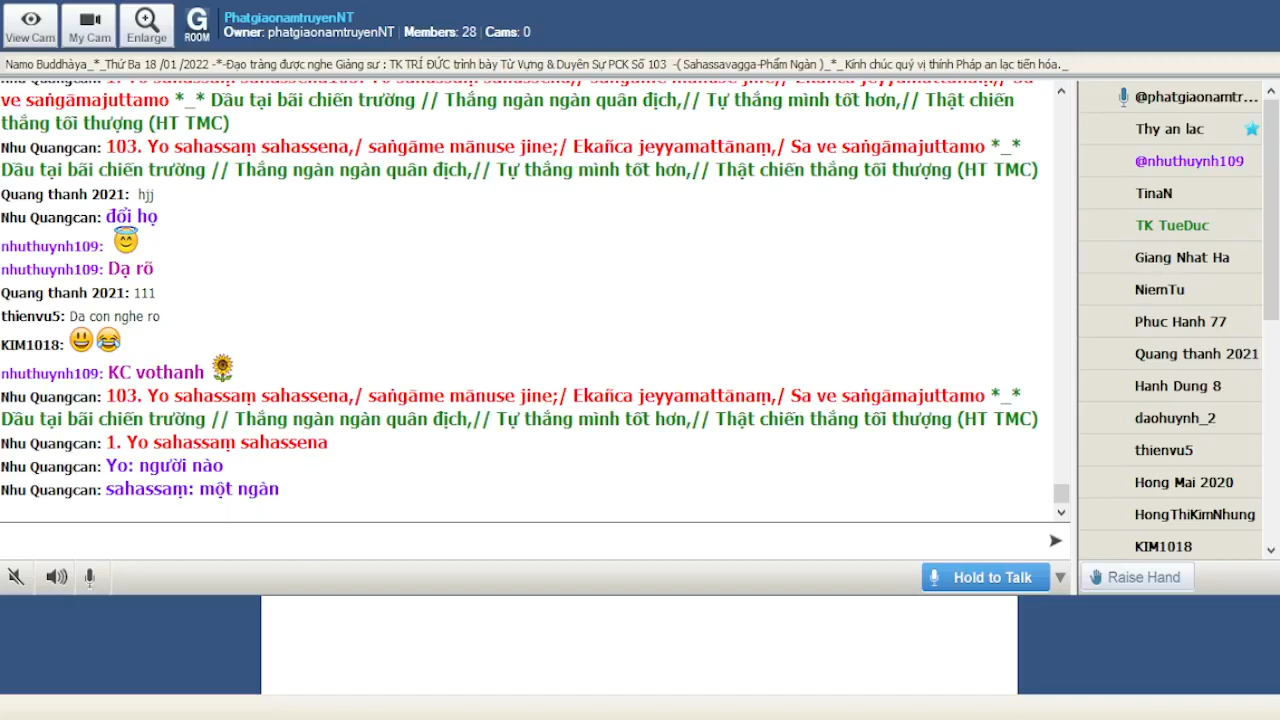 View Cam
My Cam
Enlarge
G
ROOM
PhatgiaonamtruyenNT
Owner: phatgiaonamtruyenNT | Members: 28 | Cams: 0
Namo Buddhàya_*_Thứ Ba 18 /01 /2022 -*-Đạo tràng được nghe Giảng sư : TK TRÍ ĐỨC trình bày Từ Vựng & Duyên Sự PCK Số 103 -( Sahassavagga-Phẩm Ngàn )_*_ Kính chúc quý vị thính Pháp an lạc tiến hóa._
ve saṅgāmajuttamo *_* Dầu tại bãi chiến trường // Thắng ngàn ngàn quân địch,// Tự thắng mình tốt hơn,// Thật chiến
thắng tối thượng (HT TMC)
Nhu Quangcan: 103. Yo sahassaṃ sahassena,/ saṅgāme mānuse jine;/ Ekañca jeyyamattānaṃ,/ Sa ve saṅgāmajuttamo *_*
Dầu tại bãi chiến trường // Thắng ngàn ngàn quân địch,// Tự thắng mình tốt hơn,// Thật chiến thắng tối thượng (HT TMC)
Quang thanh 2021: hjj
Nhu Quangcan: đổi họ
nhuthuynh109:
nhuthuynh109: Dạ rõ
Quang thanh 2021: 111
thienvu5: Da con nghe ro
KIM1018:
nhuthuynh109: KC vothanh
Nhu Quangcan: 103. Yo sahassaṃ sahassena,/ saṅgāme mānuse jine;/ Ekañca jeyyamattānaṃ,/ Sa ve saṅgāmajuttamo *_*
Dầu tại bãi chiến trường // Thắng ngàn ngàn quân địch,// Tự thắng mình tốt hơn,// Thật chiến thắng tối thượng (HT TMC)
Nhu Quangcan: 1. Yo sahassaṃ sahassena
Nhu Quangcan: Yo: người nào
Nhu Quangcan: sahassaṃ: một ngàn
Hold to Talk
@phatgiaonamtr...
Thy an lac
@nhuthuynh109
TinaN
TK TueDuc
Giang Nhat Ha
NiemTu
Phuc Hanh 77
Quang thanh 2021
Hanh Dung 8
daohuynh_2
thienvu5
Hong Mai 2020
HongThiKimNhung
KIM1018
Raise Hand